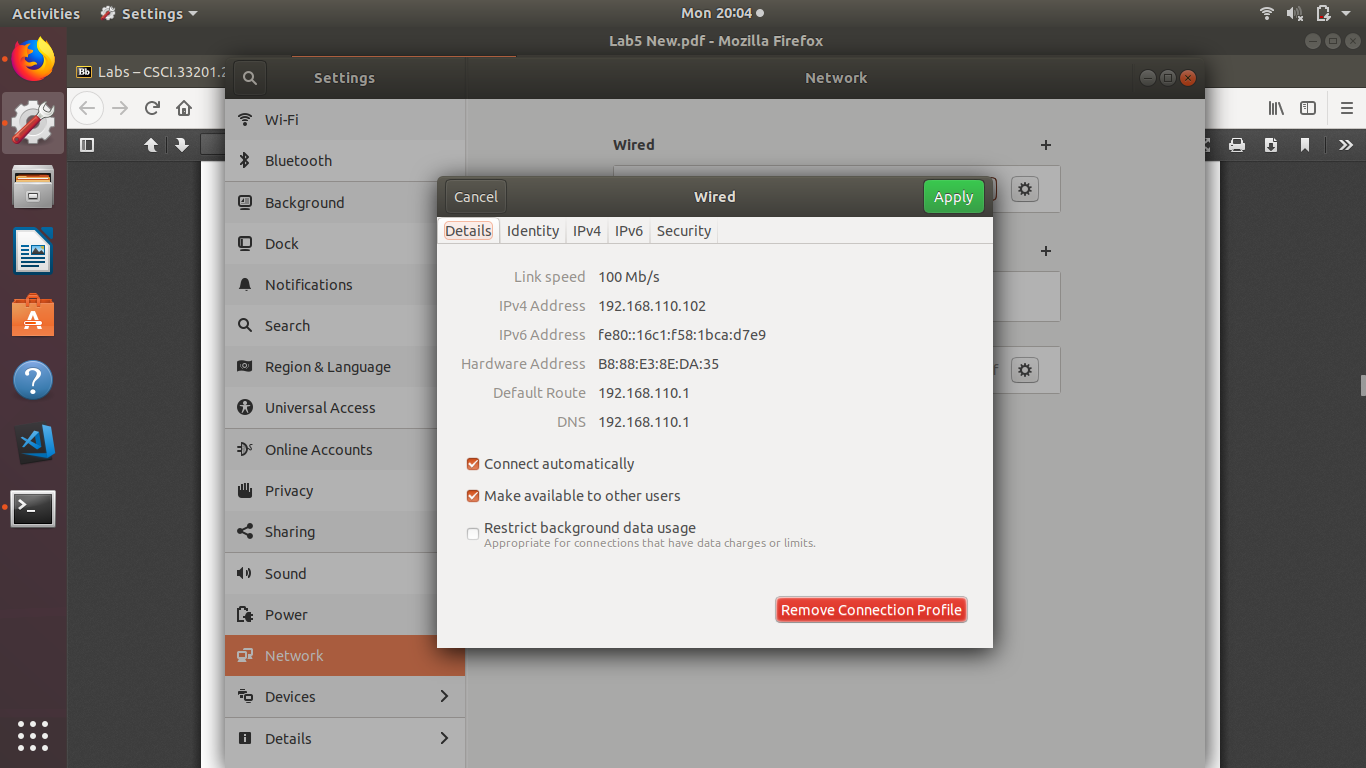 Activities
Settings
Mon 20:04
Lab5 New.pdf - Mozilla Firefox
Bb Labs – CSCI.33201.2
Settings
Network
Wi-Fi
Bluetooth
Background
Dock
Notifications
Search
Region & Language
Universal Access
Online Accounts
Privacy
Sharing
Sound
Power
Network
Devices
Details
Wired
Cancel
Wired
Apply
Details
Identity
IPv4
IPv6
Security
Link speed 100 Mb/s
IPv4 Address 192.168.110.102
IPv6 Address fe80::16c1:f58:1bca:d7e9
Hardware Address B8:88:E3:8E:DA:35
Default Route 192.168.110.1
DNS 192.168.110.1
Connect automatically
Make available to other users
Restrict background data usage
Appropriate for connections that have data charges or limits.
Remove Connection Profile